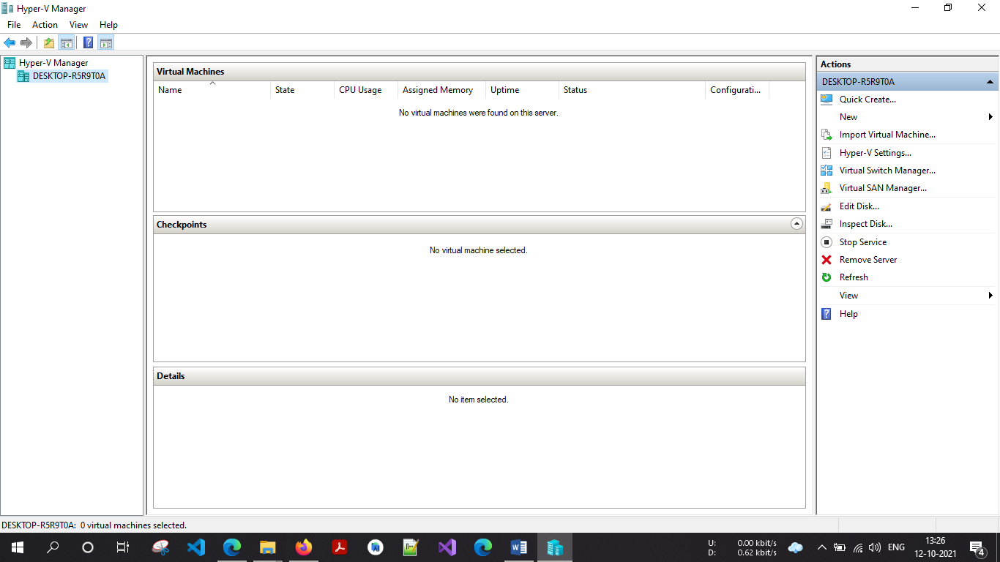 Hyper-V Manager
File Action View Help
Hyper-V Manager
DESKTOP-R5R9T0A
Virtual Machines
Name State CPU Usage Assigned Memory Uptime Status Configurati...
No virtual machines were found on this server.
Checkpoints
No virtual machine selected.
Details
No item selected.
Actions
DESKTOP-R5R9T0A
Quick Create...
New
Import Virtual Machine...
Hyper-V Settings...
Virtual Switch Manager...
Virtual SAN Manager...
Edit Disk...
Inspect Disk...
Stop Service
Remove Server
Refresh
View
Help
DESKTOP-R5R9T0A: 0 virtual machines selected.
U: 0.00 kbit/s
D: 0.62 kbit/s
ENG
13:26
12-10-2021
4